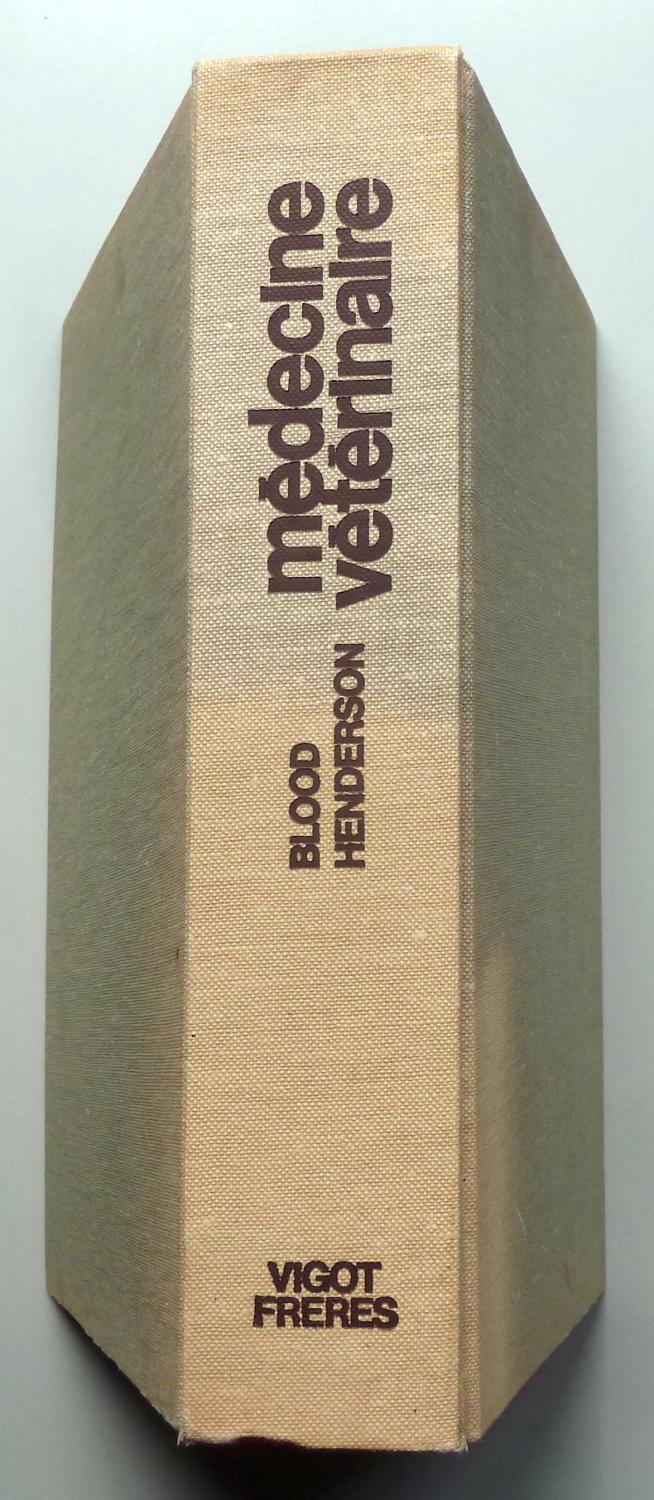 médecine
vétérinaire
BLOOD
HENDERSON
VIGOT
FRERES